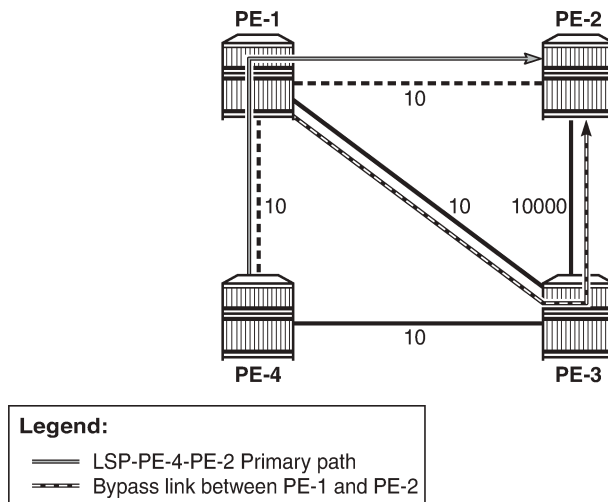 PE-1
PE-2
10
10
10
10000
10
PE-4
PE-3
Legend:
LSP-PE-4-PE-2 Primary path
Bypass link between PE-1 and PE-2